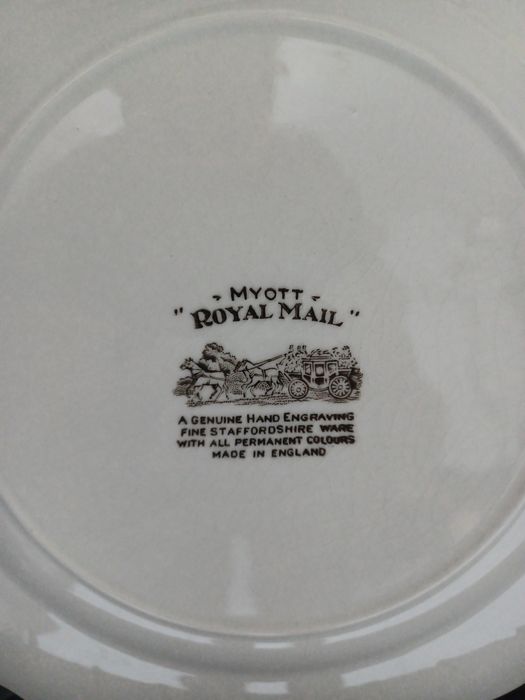 - MYOTT -
"ROYAL MAIL"
A GENUINE HAND ENGRAVING
FINE STAFFORDSHIRE WARE
WITH ALL PERMANENT COLOURS
MADE IN ENGLAND